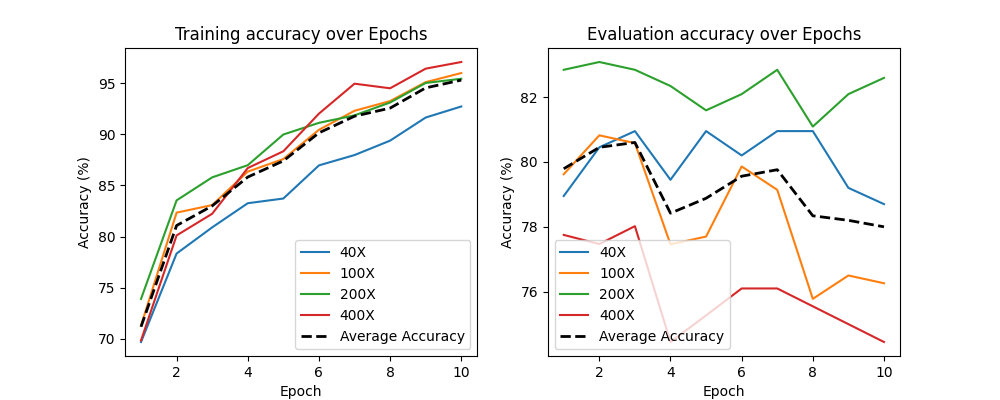 Training accuracy over Epochs
Accuracy (%)
95
90
85
80
75
70
2 4 6 8 10
Epoch
40X
100X
200X
400X
Average Accuracy
Evaluation accuracy over Epochs
Accuracy (%)
82
80
78
76
2 4 6 8 10
Epoch
40X
100X
200X
400X
Average Accuracy